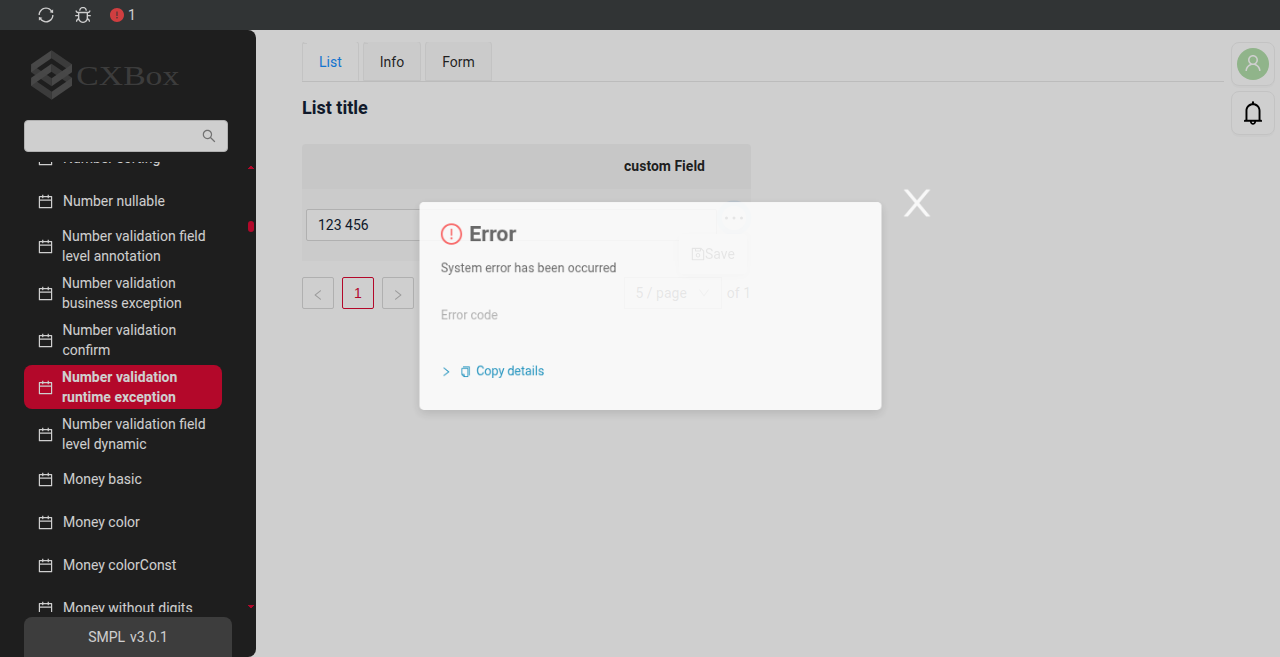 1
CXBox
Number sorting
Number nullable
Number validation field
level annotation
Number validation
business exception
Number validation
confirm
Number validation
runtime exception
Number validation field
level dynamic
Money basic
Money color
Money colorConst
Money without digits
SMPL v3.0.1
List
Info
Form
List title
custom Field
123 456
...
Save
< 1 >
5 / page
of 1
Error
System error has been occurred
Error code
Copy details
X